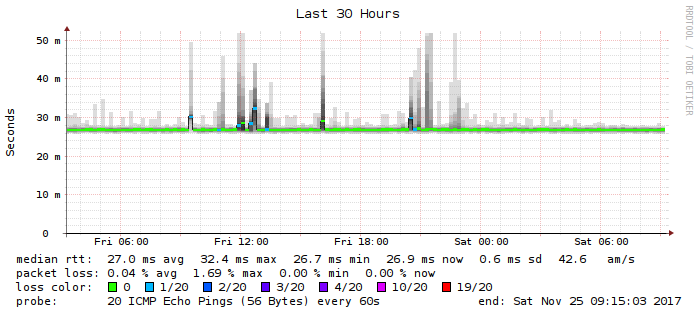 Last 30 Hours
RRDTOOL / TOBI OETIKER
Seconds
50 m
40 m
30 m
20 m
10 m
0
Fri 06:00 Fri 12:00 Fri 18:00 Sat 00:00 Sat 06:00
median rtt: 27.0 ms avg 32.4 ms max 26.7 ms min 26.9 ms now 0.6 ms sd 42.6 am/s
packet loss: 0.04 % avg 1.69 % max 0.00 % min 0.00 % now
loss color: 0 1/20 2/20 3/20 4/20 10/20 19/20
probe: 20 ICMP Echo Pings (56 Bytes) every 60s end: Sat Nov 25 09:15:03 2017